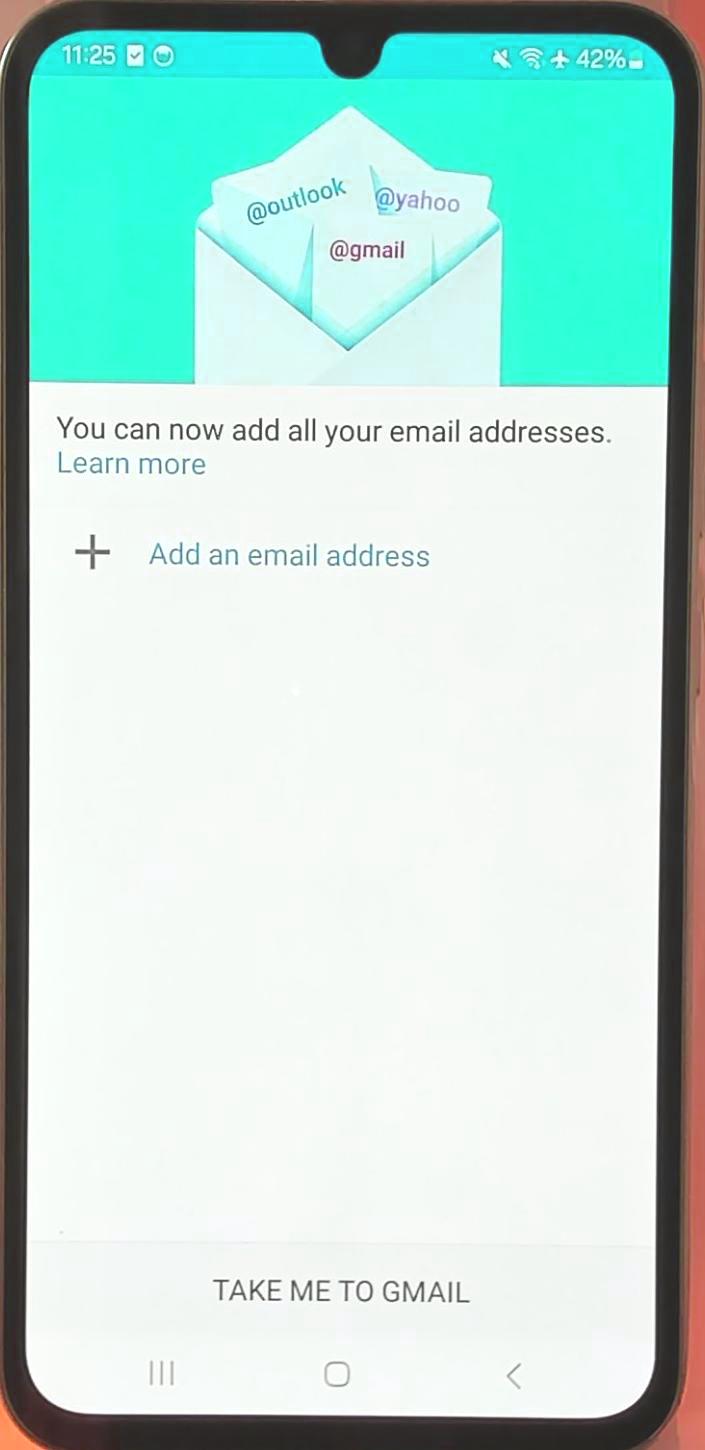 11:25
42%
@outlook @yahoo
@gmail
You can now add all your email addresses.
Learn more
Add an email address
TAKE ME TO GMAIL